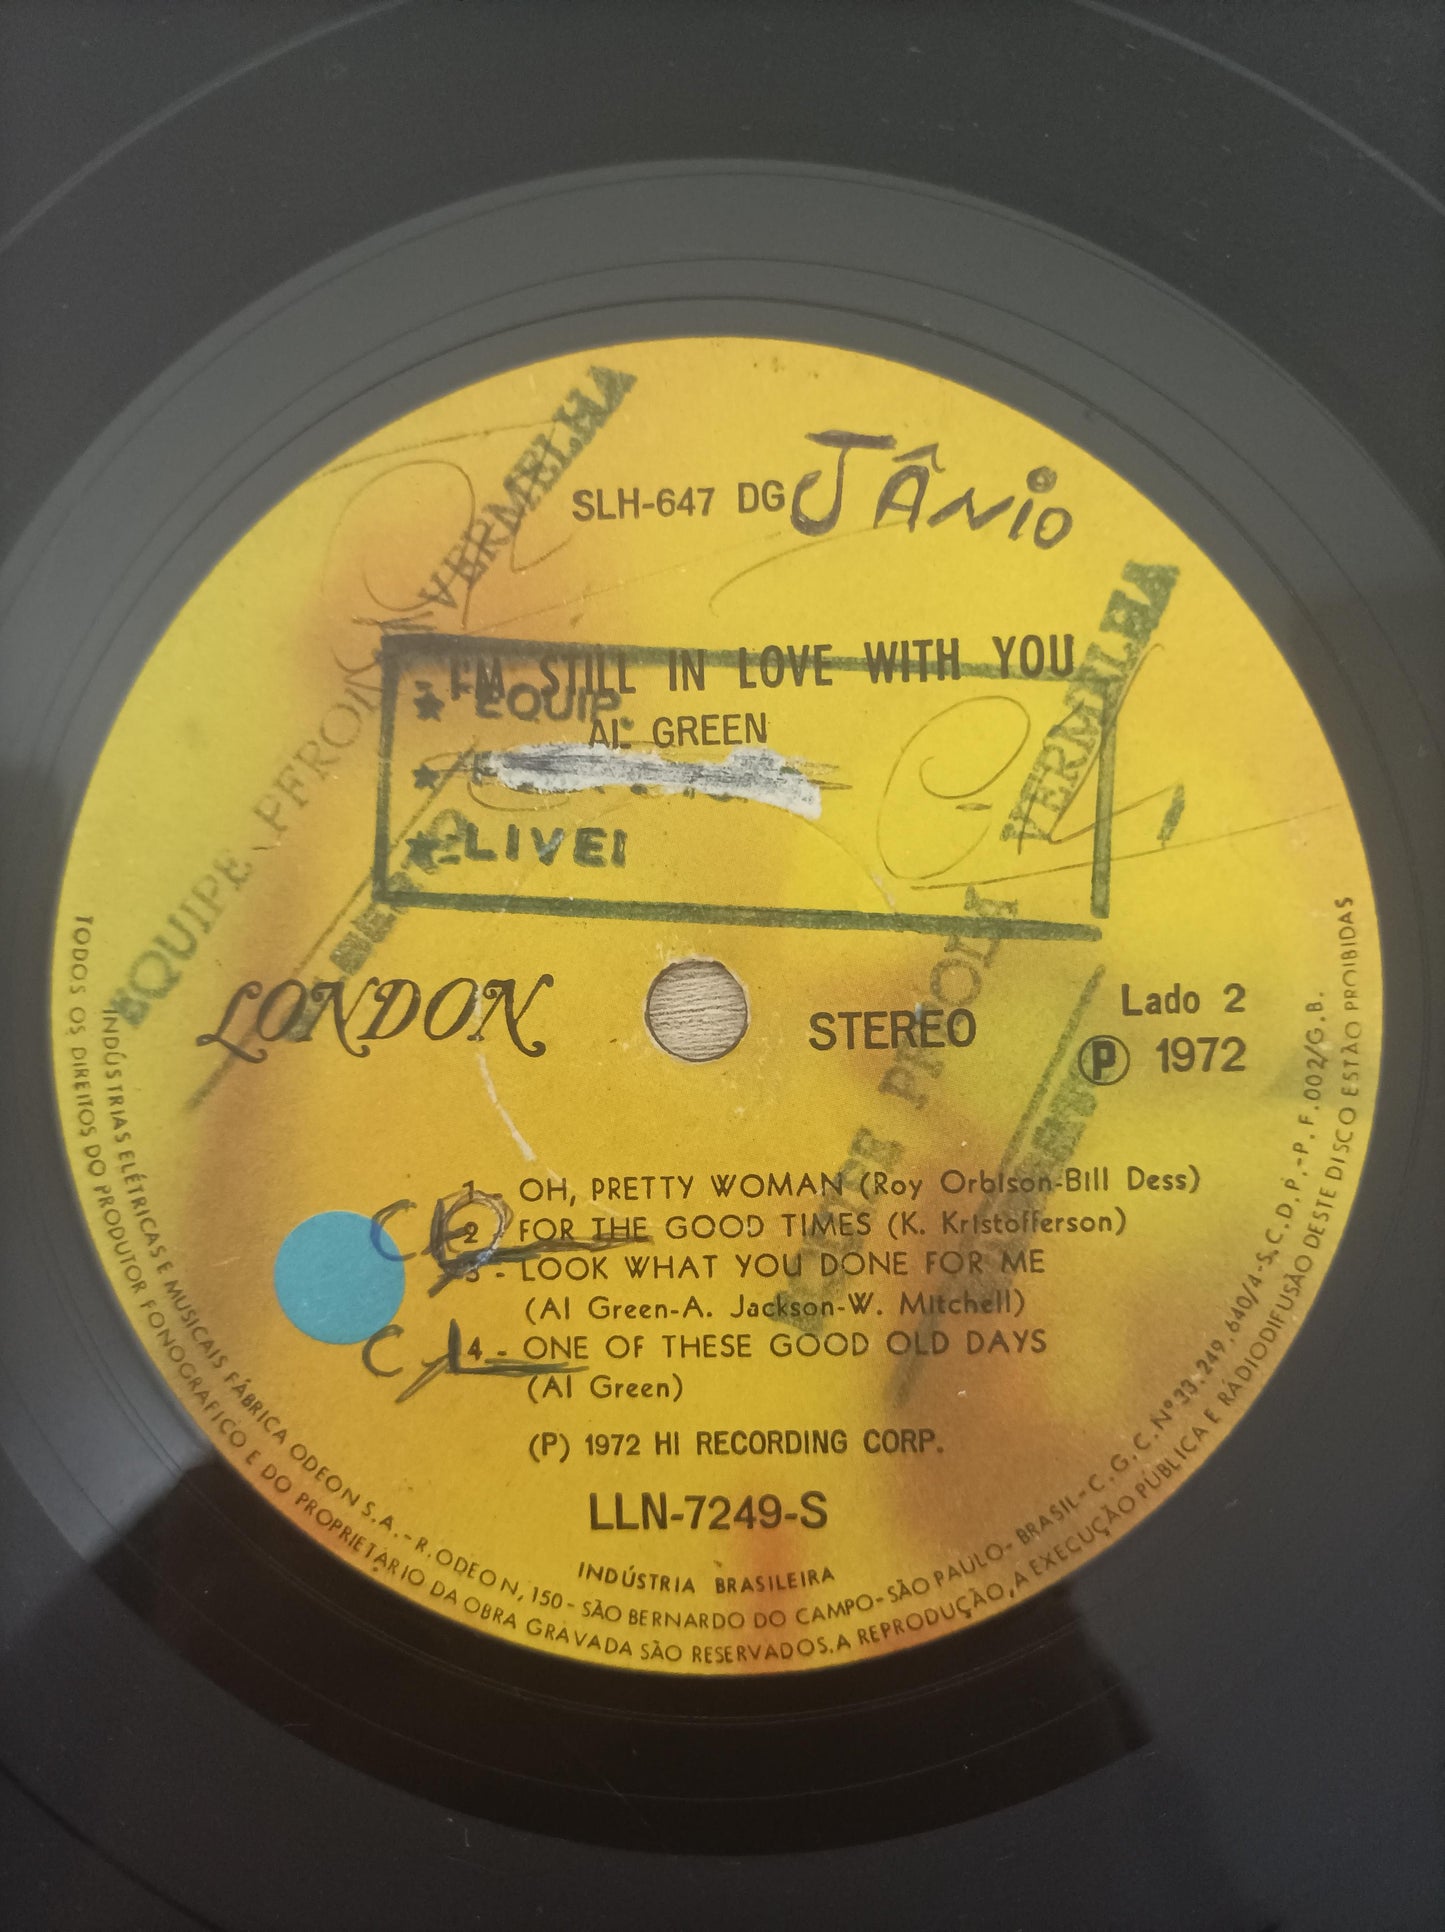 SLH-647 DG
JÂNiO
VERMELHA
I'M STILL IN LOVE WITH YOU
EQUIP
AL GREEN
VERMELHA
EQUIPE
LIVE!
LONDON
STEREO
Lado 2
Ⓟ 1972
1 - OH, PRETTY WOMAN (Roy Orbison-Bill Dess)
2 - FOR THE GOOD TIMES (K. Kristofferson)
3 - LOOK WHAT YOU DONE FOR ME
(Al Green-A. Jackson-W. Mitchell)
4 - ONE OF THESE GOOD OLD DAYS
(Al Green)
(P) 1972 HI RECORDING CORP.
LLN-7249-S
INDÚSTRIA BRASILEIRA
INDÚSTRIAS ELÉTRICAS E MUSICAIS FÁBRICA ODEON S.A. - R. ODEON, 150 - SÃO BERNARDO DO CAMPO - SÃO PAULO - BRASIL - C.G.C. Nº 33.249.640/4 - S.C.D.P. - P.F. 002/G.B.
TODOS OS DIREITOS DO PRODUTOR FONOGRÁFICO E DO PROPRIETÁRIO DA OBRA GRAVADA SÃO RESERVADOS. A REPRODUÇÃO, A EXECUÇÃO PÚBLICA E RÁDIODIFUSÃO DESTE DISCO ESTÃO PROIBIDAS